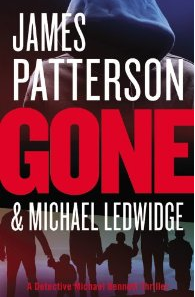 JAMES
PATTERSON
GONE
& MICHAEL LEDWIDGE
A Detective Michael Bennett Thriller